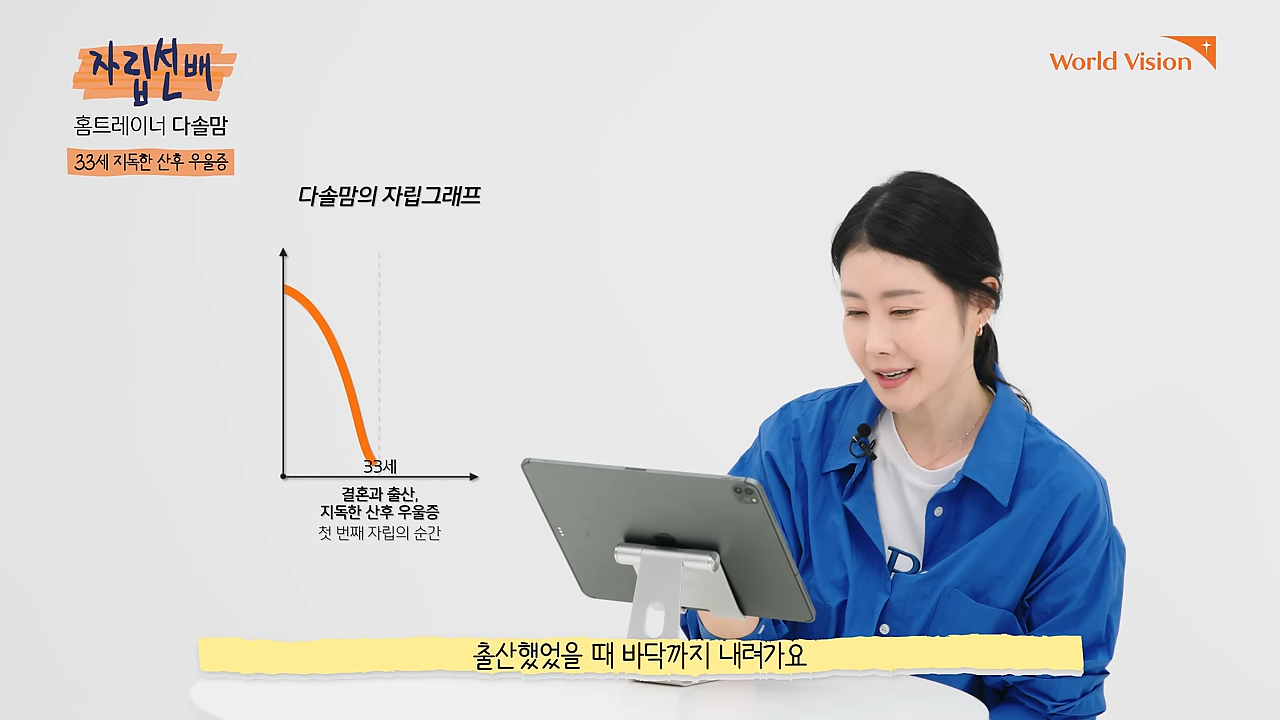 자립선배
홈트레이너 다솔맘
33세 지독한 산후 우울증
World Vision
다솔맘의 자립그래프
33세
결혼과 출산,
지독한 산후 우울증
첫 번째 자립의 순간
P
출산했었을 때 바닥까지 내려가요